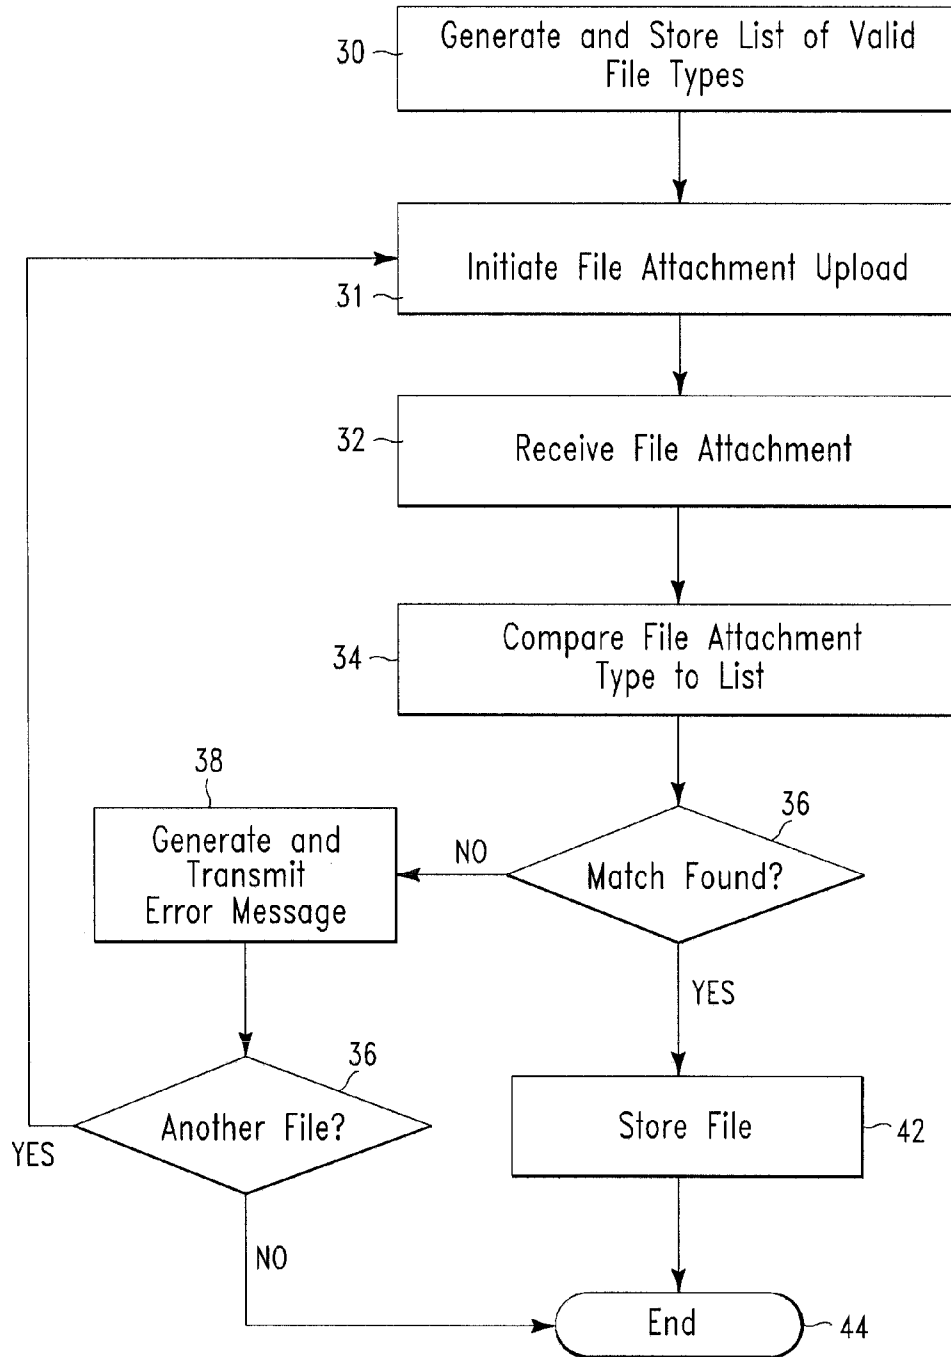 30
Generate and Store List of Valid
File Types
31
Initiate File Attachment Upload
32
Receive File Attachment
34
Compare File Attachment
Type to List
38
Generate and
Transmit
Error Message
NO
36
Match Found?
YES
36
Another File?
YES
NO
Store File
42
End
44